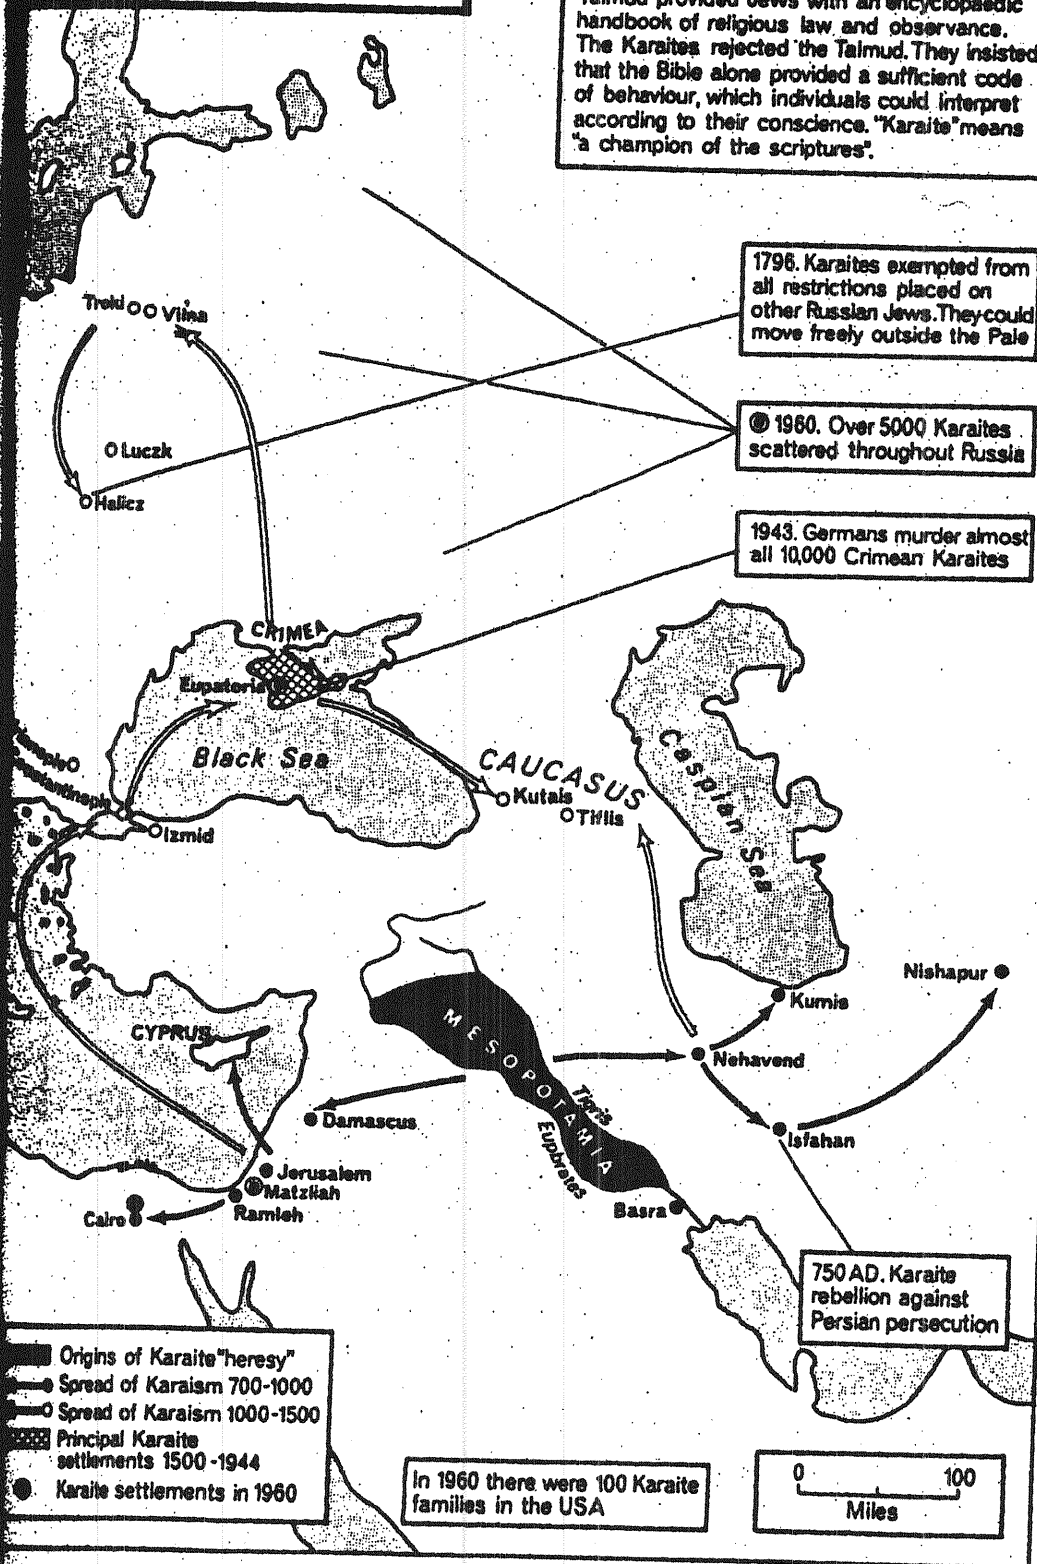 Talmud provided Jews with an encyclopaedic
handbook of religious law and observance.
The Karaites rejected the Talmud. They insisted
that the Bible alone provided a sufficient code
of behaviour, which individuals could interpret
according to their conscience. "Karaite" means
"a champion of the scriptures".
1796. Karaites exempted from
all restrictions placed on
other Russian Jews. They could
move freely outside the Pale
Troki
Vilna
1960. Over 5000 Karaites
scattered throughout Russia
Luczk
Halicz
1943. Germans murder almost
all 10,000 Crimean Karaites
CRIMEA
Eupatoria
Black Sea
CAUCASUS
Caspian Sea
Kutais
Tiflis
Izmid
Nishapur
Kumis
CYPRUS
MESOPOTAMIA
Nehavend
Tigris
Euphrates
Damascus
Isfahan
Jerusalem
Matzliah
Ramleh
Cairo
Basra
750 AD. Karaite
rebellion against
Persian persecution
Origins of Karaite "heresy"
Spread of Karaism 700-1000
Spread of Karaism 1000-1500
Principal Karaite
settlements 1500-1944
Karaite settlements in 1960
In 1960 there were 100 Karaite
families in the USA
0 100
Miles